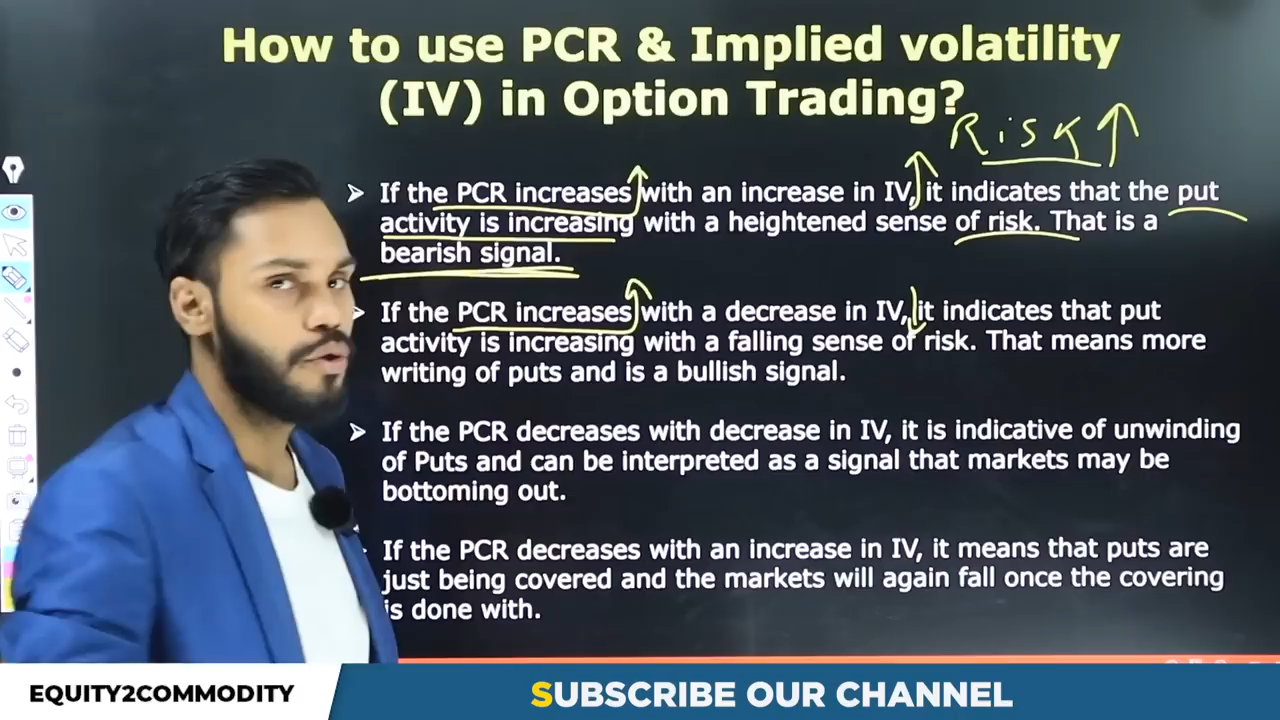 How to use PCR & Implied volatility
(IV) in Option Trading?
Risk
➢ If the PCR increases with an increase in IV, it indicates that the put
activity is increasing with a heightened sense of risk. That is a
bearish signal.
If the PCR increases with a decrease in IV, it indicates that put
activity is increasing with a falling sense of risk. That means more
writing of puts and is a bullish signal.
➢ If the PCR decreases with decrease in IV, it is indicative of unwinding
of Puts and can be interpreted as a signal that markets may be
bottoming out.
If the PCR decreases with an increase in IV, it means that puts are
just being covered and the markets will again fall once the covering
is done with.
EQUITY2COMMODITY
SUBSCRIBE OUR CHANNEL